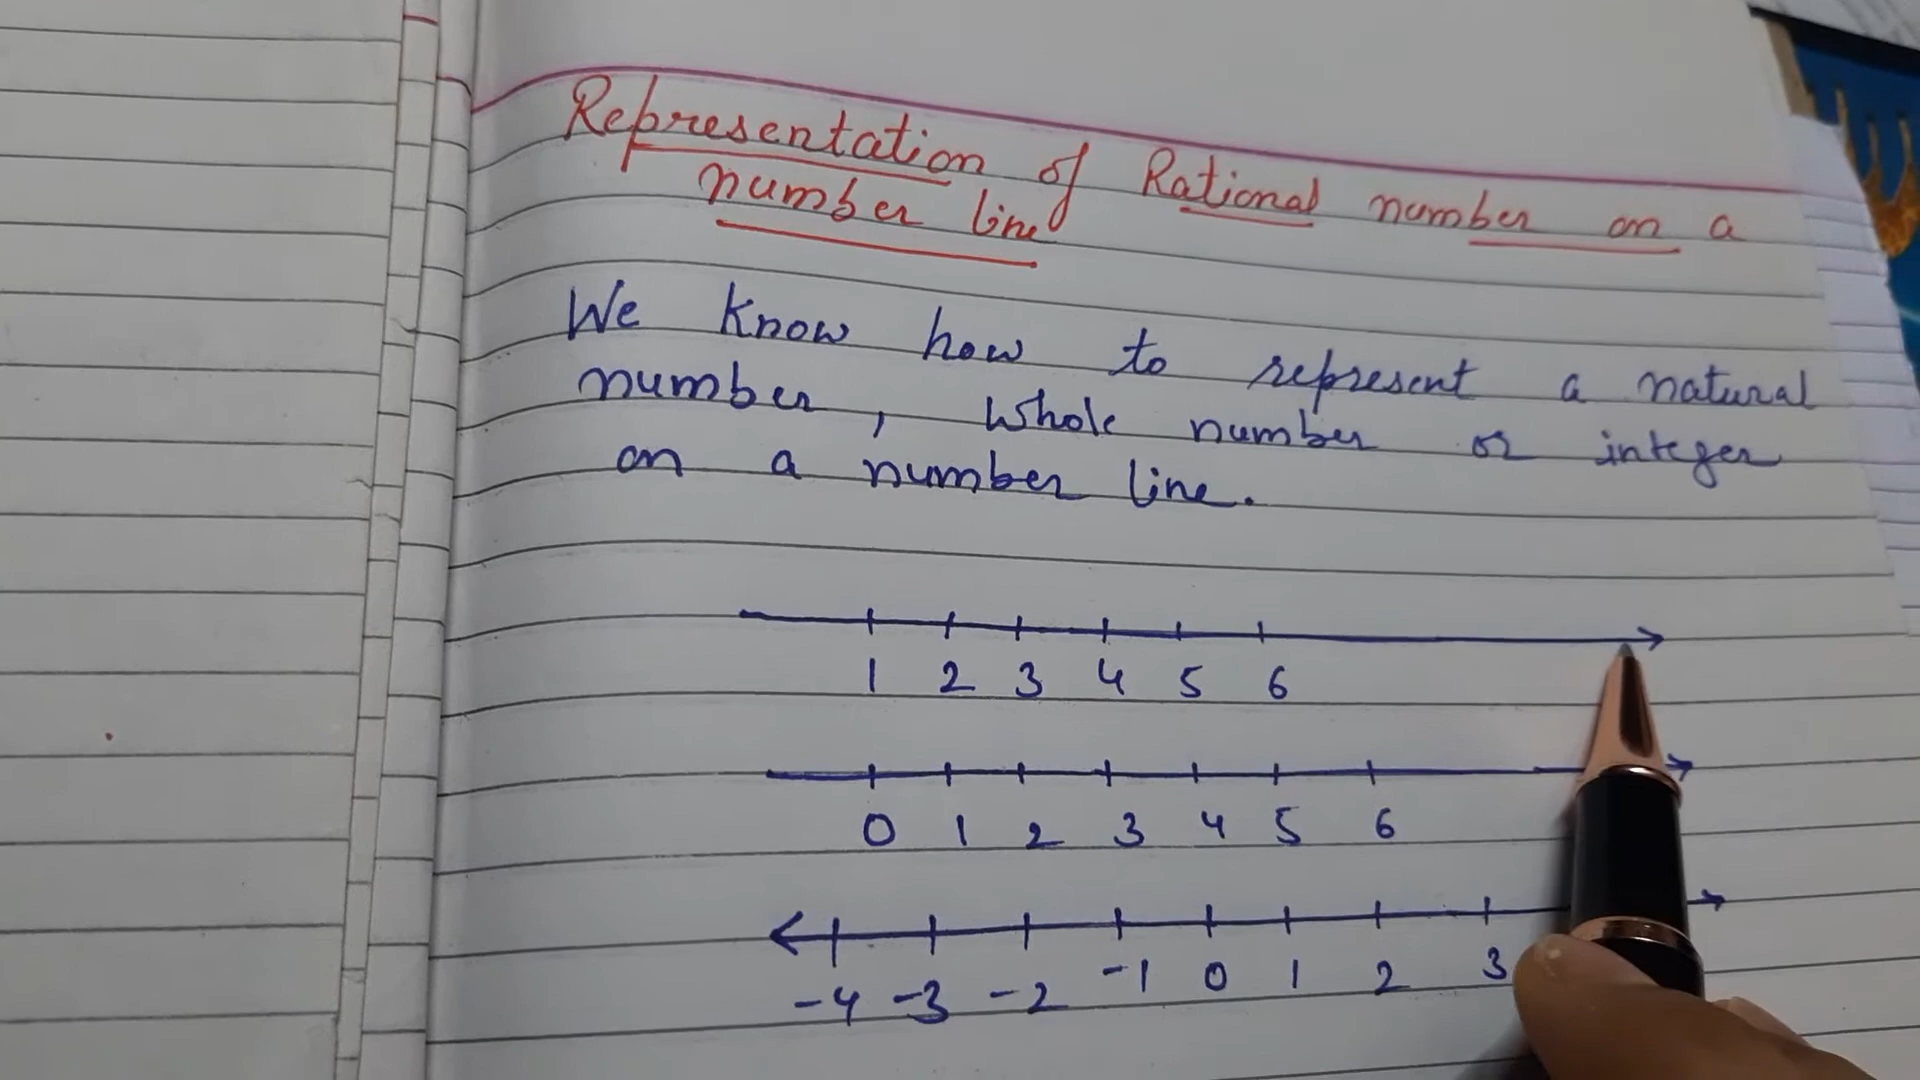 Representation of Rational number on a
number line
We know how to represent a natural
number, whole number or integer
on a number line.
1 2 3 4 5 6
0 1 2 3 4 5 6
-4 -3 -2 -1 0 1 2 3